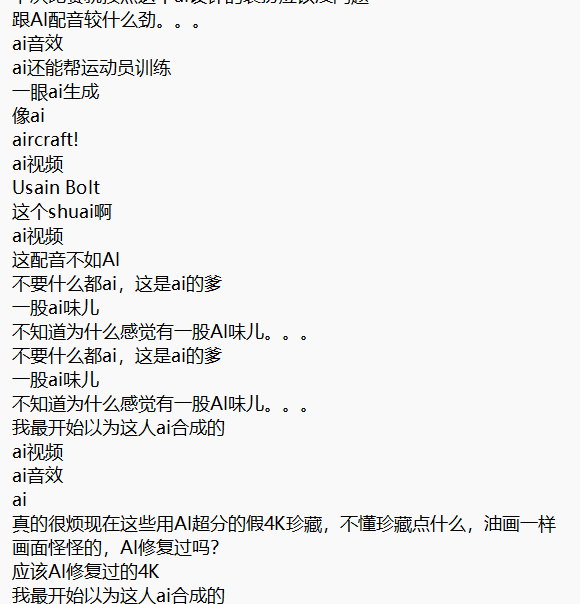 跟AI配音较什么劲。。。
ai音效
ai还能帮运动员训练
一眼ai生成
像ai
aircraft!
ai视频
Usain Bolt
这个shuai啊
ai视频
这配音不如AI
不要什么都ai，这是ai的爹
一股ai味儿
不知道为什么感觉有一股AI味儿。。。
不要什么都ai，这是ai的爹
一股ai味儿
不知道为什么感觉有一股AI味儿。。。
我最开始以为这人ai合成的
ai视频
ai音效
ai
真的很烦现在这些用AI超分的假4K珍藏，不懂珍藏点什么，油画一样
画面怪怪的，AI修复过吗？
应该AI修复过的4K
我最开始以为这人ai合成的